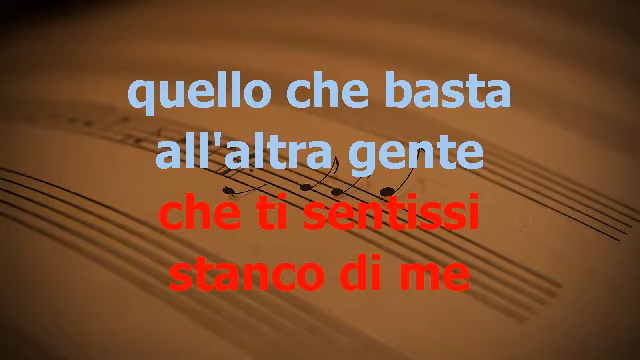 quello che basta
all'altra gente
che ti sentissi
stanco di me